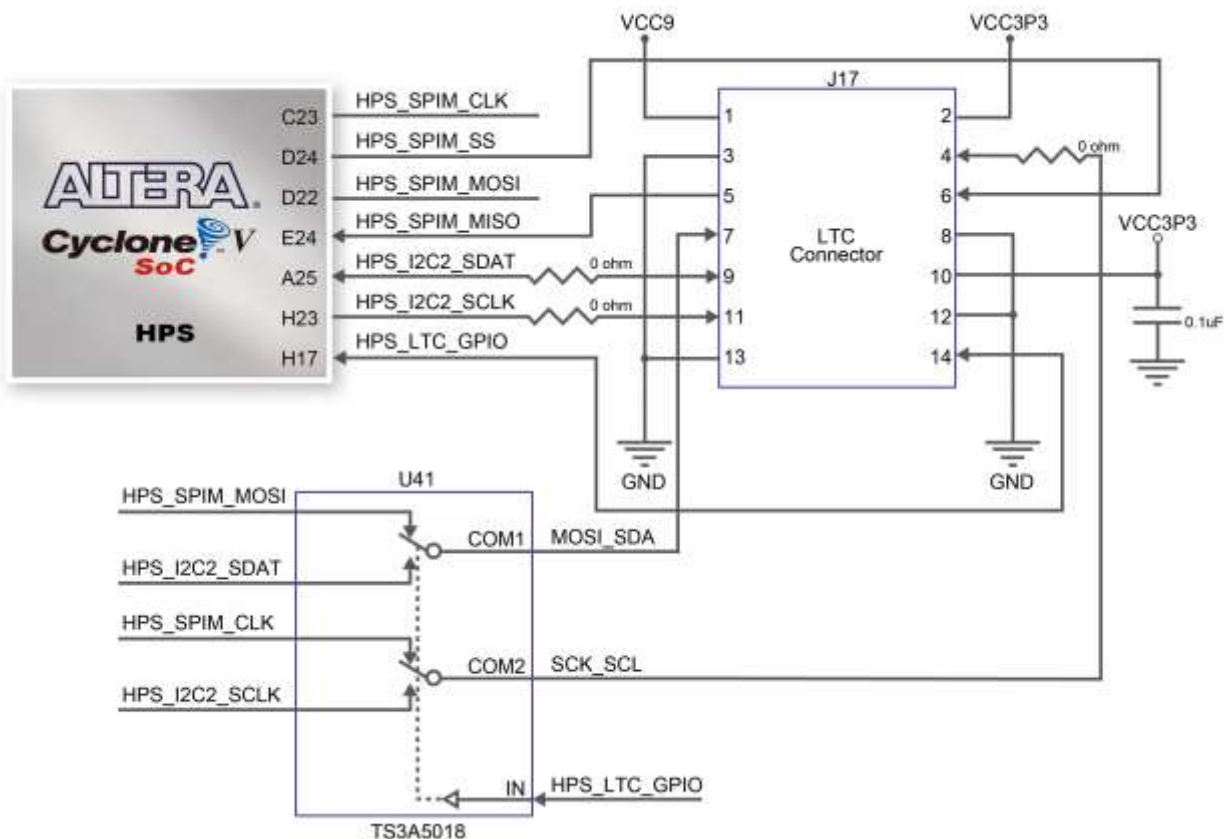 VCC9
VCC3P3
J17
C23 HPS_SPIM_CLK
D24 HPS_SPIM_SS
D22 HPS_SPIM_MOSI
E24 HPS_SPIM_MISO
A25 HPS_I2C2_SDAT 0 ohm
H23 HPS_I2C2_SCLK 0 ohm
H17 HPS_LTC_GPIO
ALTERA.
Cyclone V
SoC
HPS
1 2
3 4 0 ohm
5 6
7 8
9 10
11 12
13 14
LTC
Connector
VCC3P3
0.1uF
GND
GND
U41
HPS_SPIM_MOSI
COM1 MOSI_SDA
HPS_I2C2_SDAT
HPS_SPIM_CLK
COM2 SCK_SCL
HPS_I2C2_SCLK
IN HPS_LTC_GPIO
TS3A5018